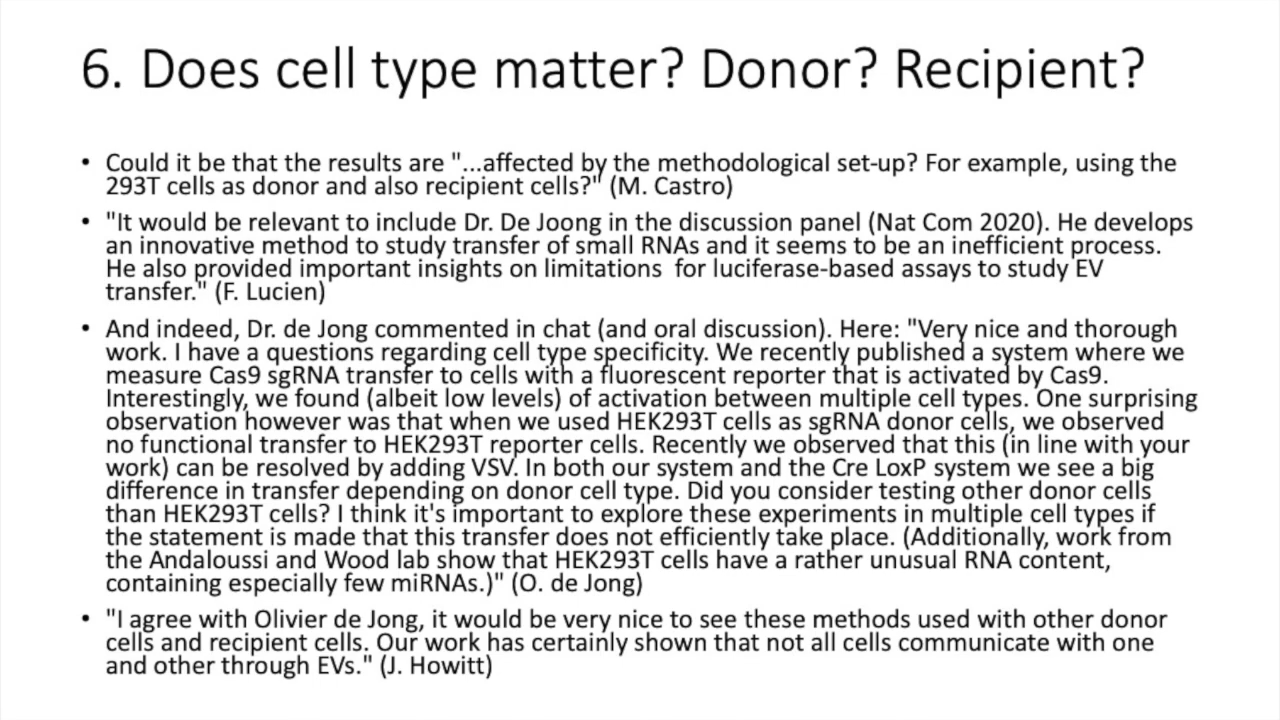 6. Does cell type matter? Donor? Recipient?
• Could it be that the results are "...affected by the methodological set-up? For example, using the
293T cells as donor and also recipient cells?" (M. Castro)
• "It would be relevant to include Dr. De Joong in the discussion panel (Nat Com 2020). He develops
an innovative method to study transfer of small RNAs and it seems to be an inefficient process.
He also provided important insights on limitations  for luciferase-based assays to study EV
transfer." (F. Lucien)
• And indeed, Dr. de Jong commented in chat (and oral discussion). Here: "Very nice and thorough
work. I have a questions regarding cell type specificity. We recently published a system where we
measure Cas9 sgRNA transfer to cells with a fluorescent reporter that is activated by Cas9.
Interestingly, we found (albeit low levels) of activation between multiple cell types. One surprising
observation however was that when we used HEK293T cells as sgRNA donor cells, we observed
no functional transfer to HEK293T reporter cells. Recently we observed that this (in line with your
work) can be resolved by adding VSV. In both our system and the Cre LoxP system we see a big
difference in transfer depending on donor cell type. Did you consider testing other donor cells
than HEK293T cells? I think it's important to explore these experiments in multiple cell types if
the statement is made that this transfer does not efficiently take place. (Additionally, work from
the Andaloussi and Wood lab show that HEK293T cells have a rather unusual RNA content,
containing especially few miRNAs.)" (O. de Jong)
• "I agree with Olivier de Jong, it would be very nice to see these methods used with other donor
cells and recipient cells. Our work has certainly shown that not all cells communicate with one
and other through EVs." (J. Howitt)